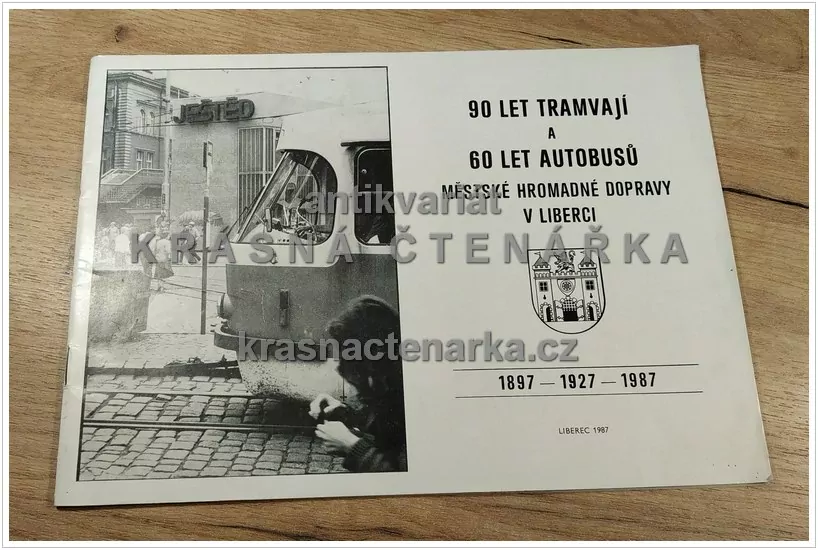 JEŠTĚD
90 LET TRAMVAJÍ
A
60 LET AUTOBUSŮ
MĚSTSKÉ HROMADNÉ DOPRAVY
V LIBERCI
antikvariát
KRÁSNÁ ČTENÁŘKA
krasnactenarka.cz
1897 — 1927 — 1987
LIBEREC 1987